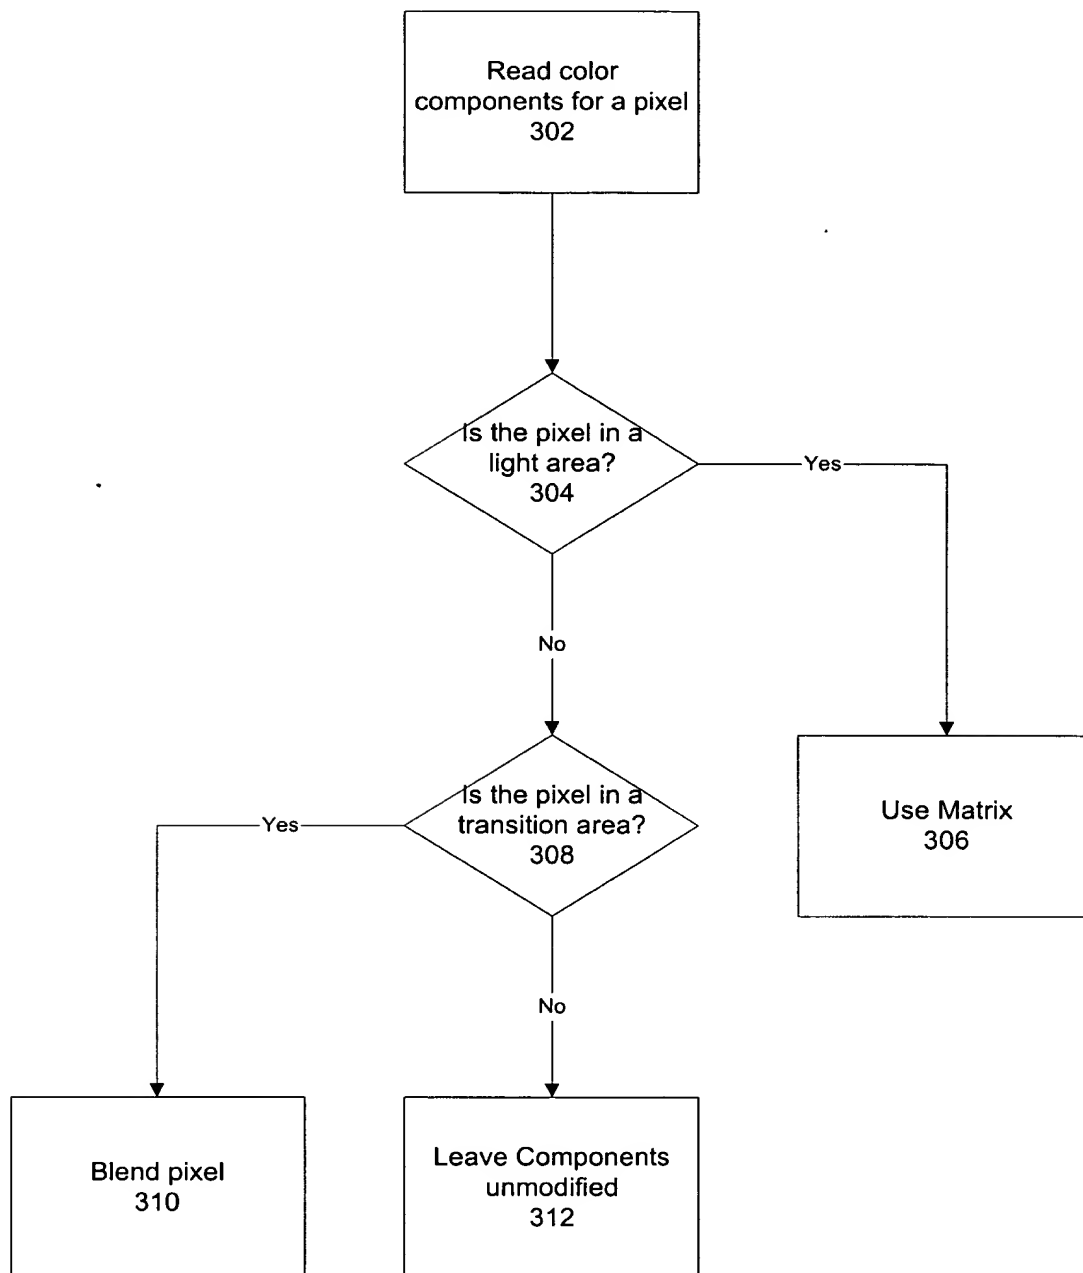 Read color
components for a pixel
302
Is the pixel in a
light area?
304
Yes
No
Is the pixel in a
transition area?
308
Yes
Use Matrix
306
No
Blend pixel
310
Leave Components
unmodified
312